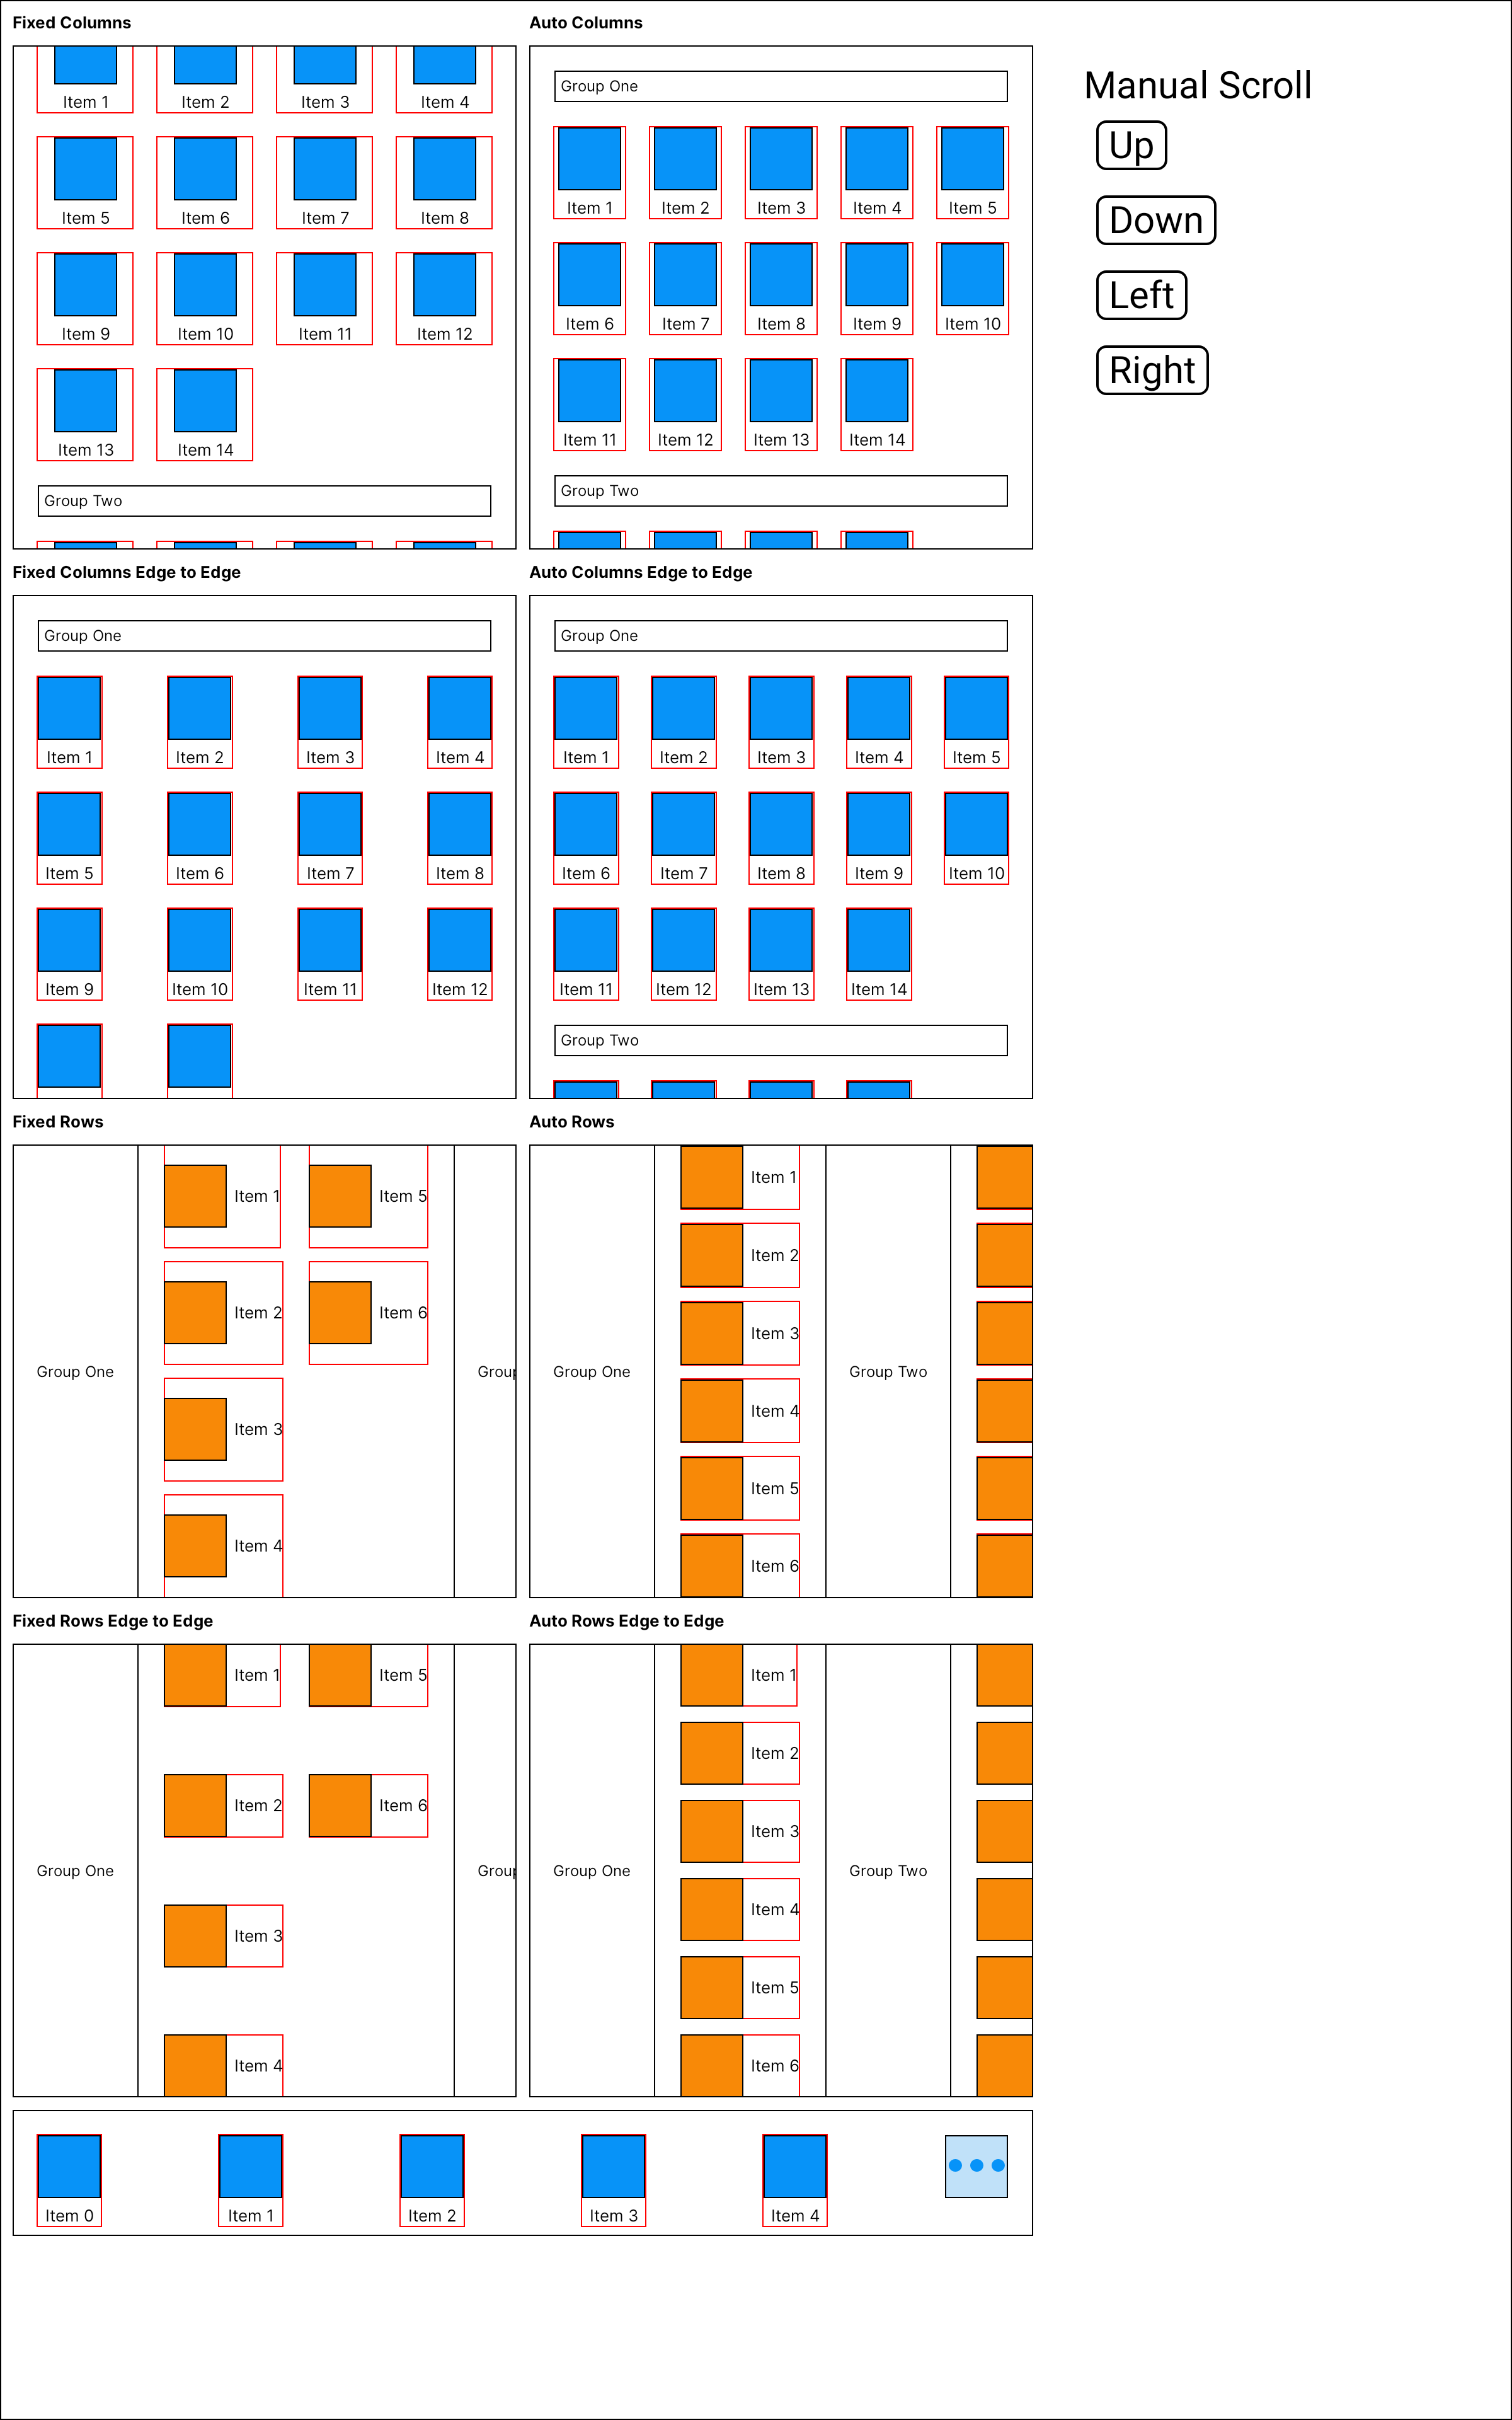 Fixed Columns
Item 1 Item 2 Item 3 Item 4
Item 5 Item 6 Item 7 Item 8
Item 9 Item 10 Item 11 Item 12
Item 13 Item 14
Group Two
Auto Columns
Group One
Item 1 Item 2 Item 3 Item 4 Item 5
Item 6 Item 7 Item 8 Item 9 Item 10
Item 11 Item 12 Item 13 Item 14
Group Two
Manual Scroll
Up
Down
Left
Right
Fixed Columns Edge to Edge
Group One
Item 1 Item 2 Item 3 Item 4
Item 5 Item 6 Item 7 Item 8
Item 9 Item 10 Item 11 Item 12
Auto Columns Edge to Edge
Group One
Item 1 Item 2 Item 3 Item 4 Item 5
Item 6 Item 7 Item 8 Item 9 Item 10
Item 11 Item 12 Item 13 Item 14
Group Two
Fixed Rows
Group One
Item 1 Item 5
Item 2 Item 6
Item 3
Item 4
Auto Rows
Group One
Item 1
Item 2
Item 3
Item 4
Item 5
Item 6
Group Two
Fixed Rows Edge to Edge
Group One
Item 1 Item 5
Item 2 Item 6
Item 3
Item 4
Auto Rows Edge to Edge
Group One
Item 1
Item 2
Item 3
Item 4
Item 5
Item 6
Group Two
Item 0 Item 1 Item 2 Item 3 Item 4